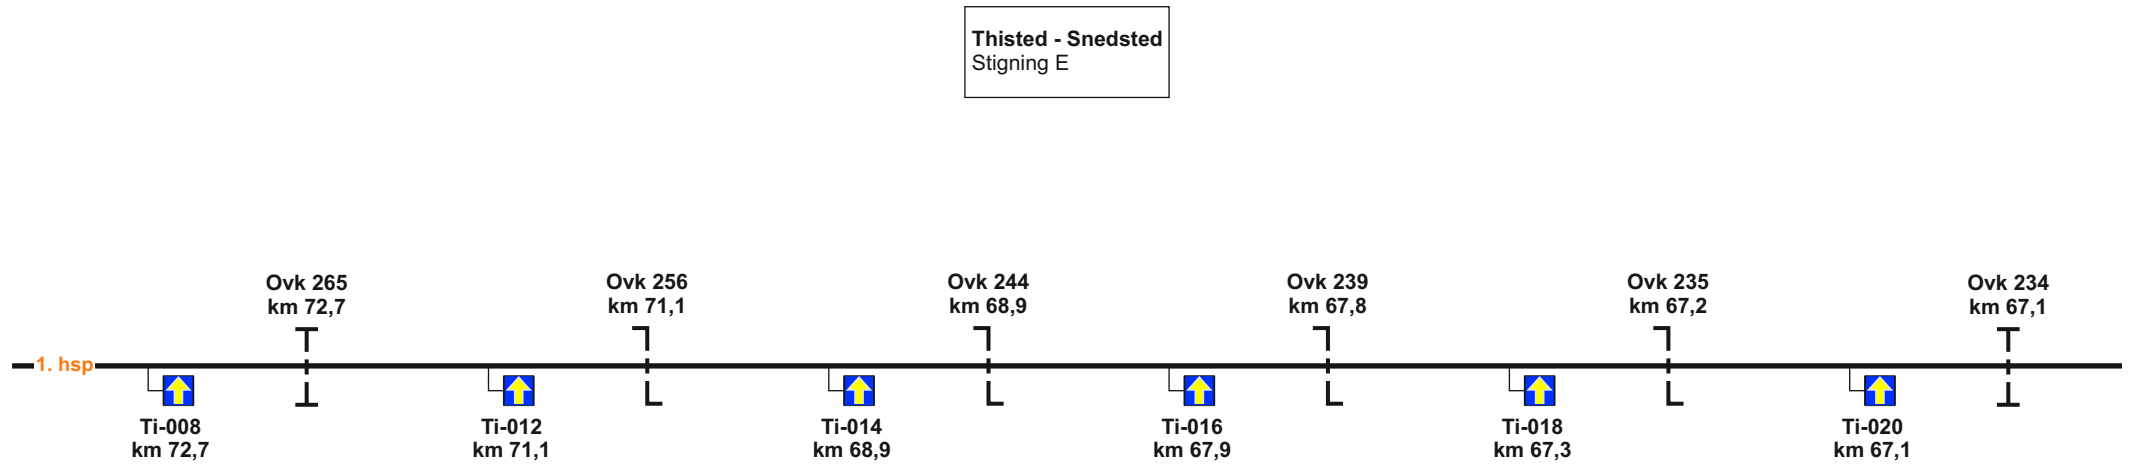 Thisted - Snedsted
Stigning E
Ovk 265
km 72,7
Ovk 256
km 71,1
Ovk 244
km 68,9
Ovk 239
km 67,8
Ovk 235
km 67,2
Ovk 234
km 67,1
1. hsp
Ti-008
km 72,7
Ti-012
km 71,1
Ti-014
km 68,9
Ti-016
km 67,9
Ti-018
km 67,3
Ti-020
km 67,1